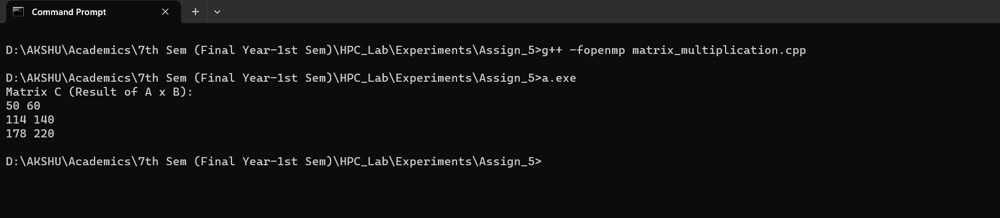 Command Prompt
D:\AKSHU\Academics\7th Sem (Final Year-1st Sem)\HPC_Lab\Experiments\Assign_5>g++ -fopenmp matrix_multiplication.cpp
D:\AKSHU\Academics\7th Sem (Final Year-1st Sem)\HPC_Lab\Experiments\Assign_5>a.exe
Matrix C (Result of A x B):
50 60
114 140
178 220
D:\AKSHU\Academics\7th Sem (Final Year-1st Sem)\HPC_Lab\Experiments\Assign_5>